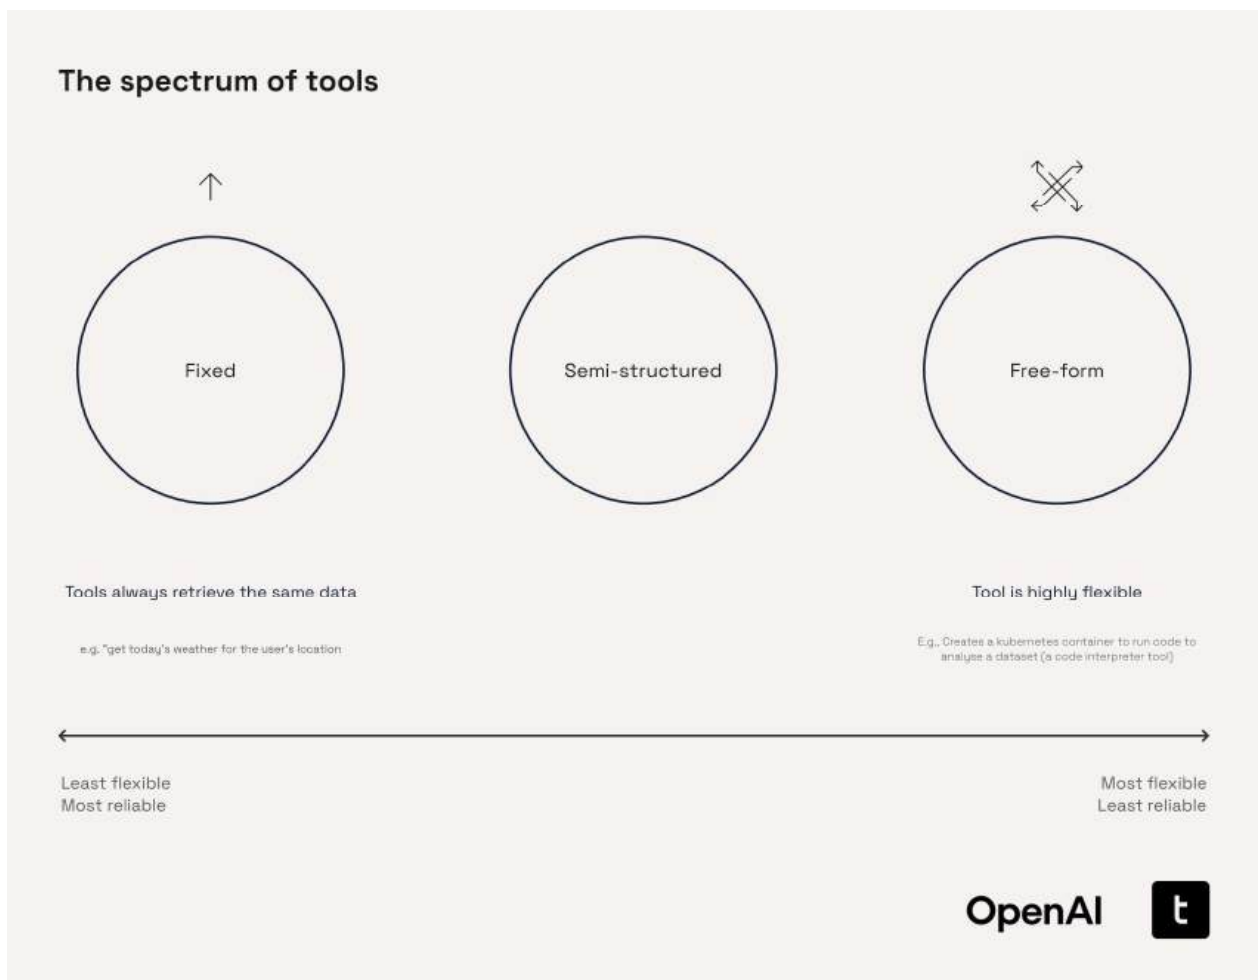 The spectrum of tools
Fixed
Semi-structured
Free-form
Tools always retrieve the same data
Tool is highly flexible
e.g. "get today's weather for the user's location
E.g., Creates a kubernetes container to run code to
analyse a dataset (a code interpreter tool)
Least flexible
Most reliable
Most flexible
Least reliable
OpenAI
t